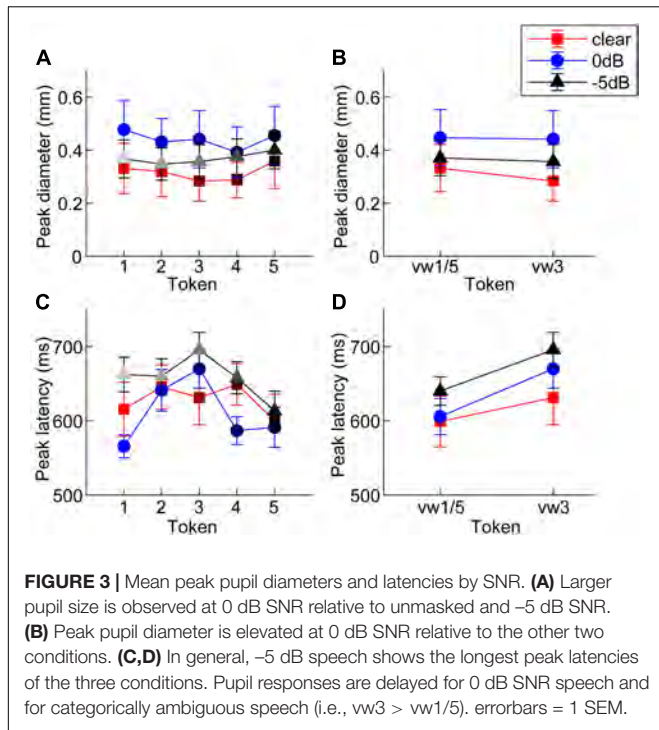 clear
0dB
-5dB
A
B
Peak diameter (mm)
0.6
0.4
0.2
0
1 2 3 4 5
Token
Peak diameter (mm)
0.6
0.4
0.2
0
vw1/5 vw3
Token
C
D
Peak latency (ms)
700
600
500
1 2 3 4 5
Token
Peak latency (ms)
700
600
500
vw1/5 vw3
Token
FIGURE 3 | Mean peak pupil diameters and latencies by SNR. (A) Larger
pupil size is observed at 0 dB SNR relative to unmasked and –5 dB SNR.
(B) Peak pupil diameter is elevated at 0 dB SNR relative to the other two
conditions. (C,D) In general, –5 dB speech shows the longest peak latencies
of the three conditions. Pupil responses are delayed for 0 dB SNR speech and
for categorically ambiguous speech (i.e., vw3 > vw1/5). errorbars = 1 SEM.